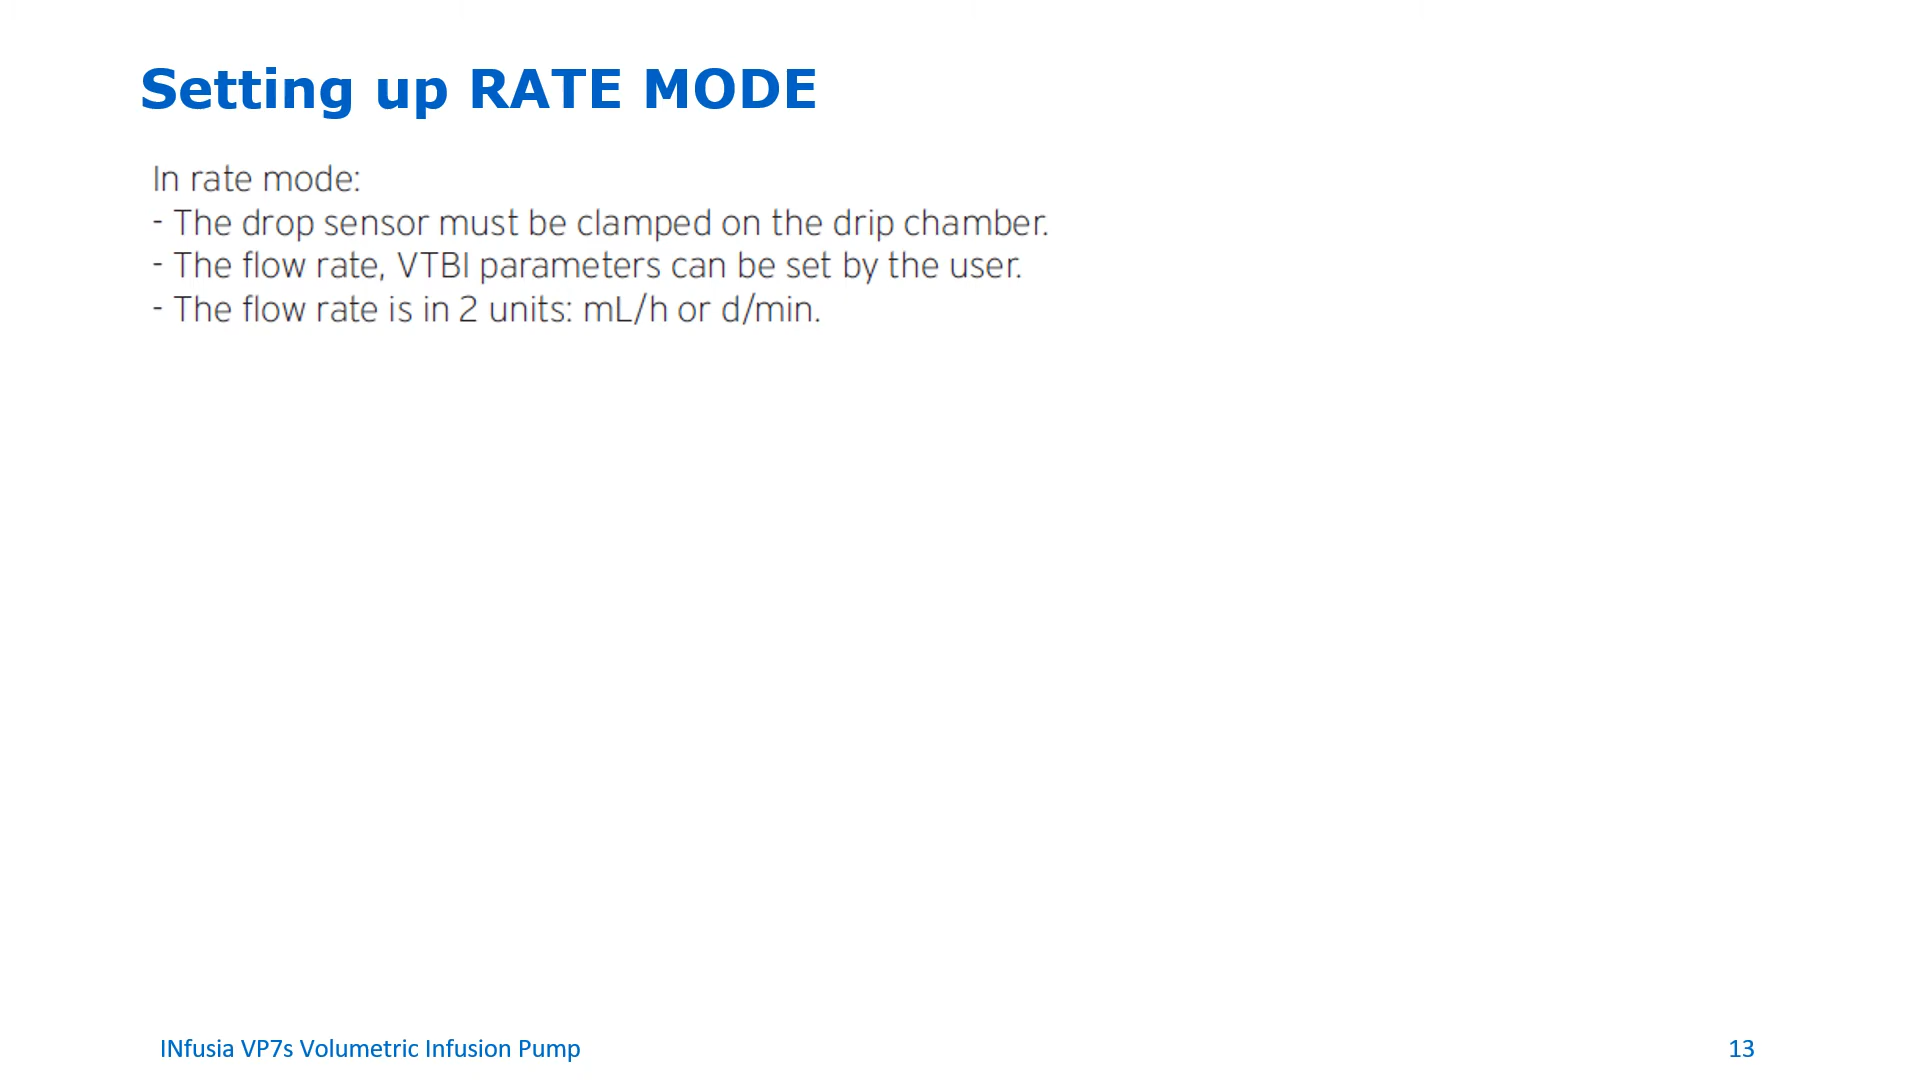 Setting up RATE MODE
In rate mode:
- The drop sensor must be clamped on the drip chamber.
- The flow rate, VTBI parameters can be set by the user.
- The flow rate is in 2 units: mL/h or d/min.
INfusia VP7s Volumetric Infusion Pump
13